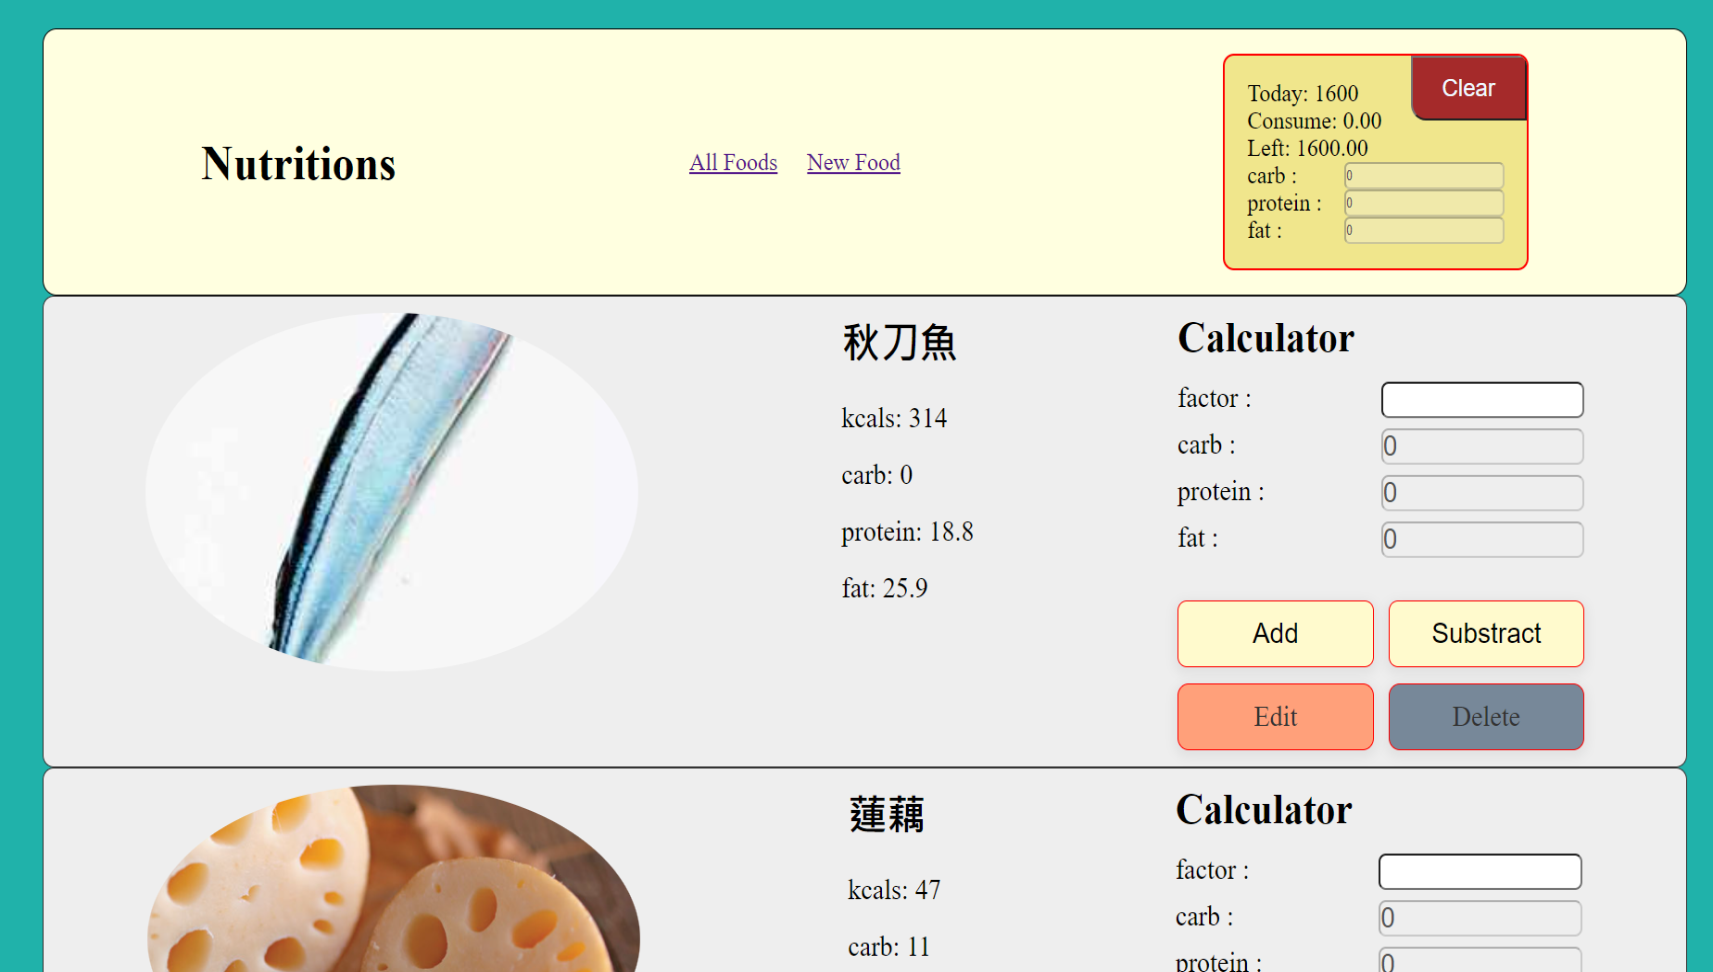 Nutritions
All Foods
New Food
Clear
Today: 1600
Consume: 0.00
Left: 1600.00
carb : 0
protein : 0
fat : 0
秋刀魚
kcals: 314
carb: 0
protein: 18.8
fat: 25.9
Calculator
factor :
carb : 0
protein : 0
fat : 0
Add
Substract
Edit
Delete
蓮藕
kcals: 47
carb: 11
Calculator
factor :
carb : 0
protein : 0